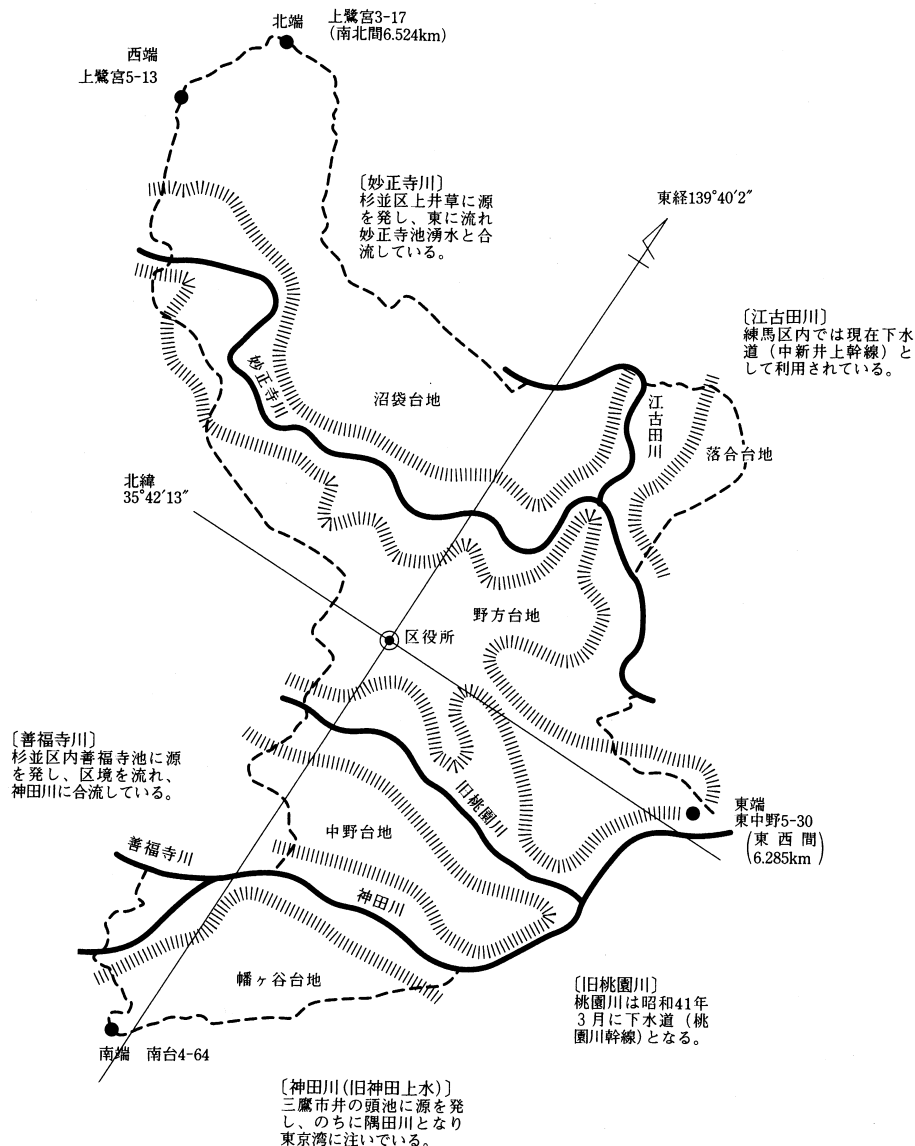 北端
上鷺宮3-17
(南北間6.524km)
西端
上鷺宮5-13
〔妙正寺川〕
杉並区上井草に源
を発し、東に流れ
妙正寺池湧水と合
流している。
東経139°40′2″
〔江古田川〕
練馬区内では現在下水
道（中新井上幹線）と
して利用されている。
妙正寺川
沼袋台地
江古田川
落合台地
北緯
35°42′13″
野方台地
区役所
〔善福寺川〕
杉並区内善福寺池に源
を発し、区境を流れ、
神田川に合流している。
旧桃園川
東端
東中野5-30
(東西間)
6.285km
中野台地
善福寺川
神田川
幡ヶ谷台地
〔旧桃園川〕
桃園川は昭和41年
3月に下水道（桃
園川幹線)となる。
南端　南台4-64
〔神田川(旧神田上水)〕
三鷹市井の頭池に源を発
し、のちに隅田川となり
東京湾に注いでいる。